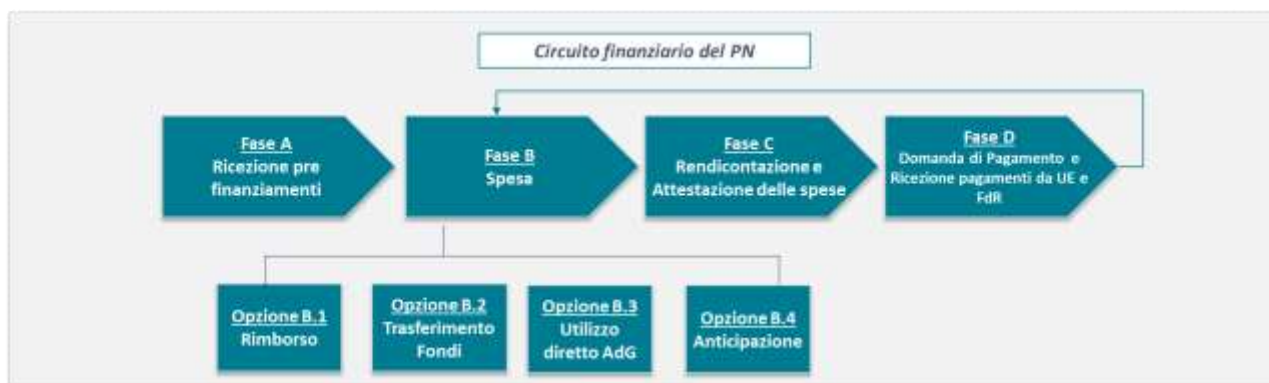 Circuito finanziario del PN
Fase A
Ricezione pre
finanziamenti
Fase B
Spesa
Fase C
Rendicontazione e
Attestazione delle spese
Fase D
Domanda di Pagamento e
Ricezione pagamenti da UE e
FdR
Opzione B.1
Rimborso
Opzione B.2
Trasferimento
Fondi
Opzione B.3
Utilizzo
diretto AdG
Opzione B.4
Anticipazione